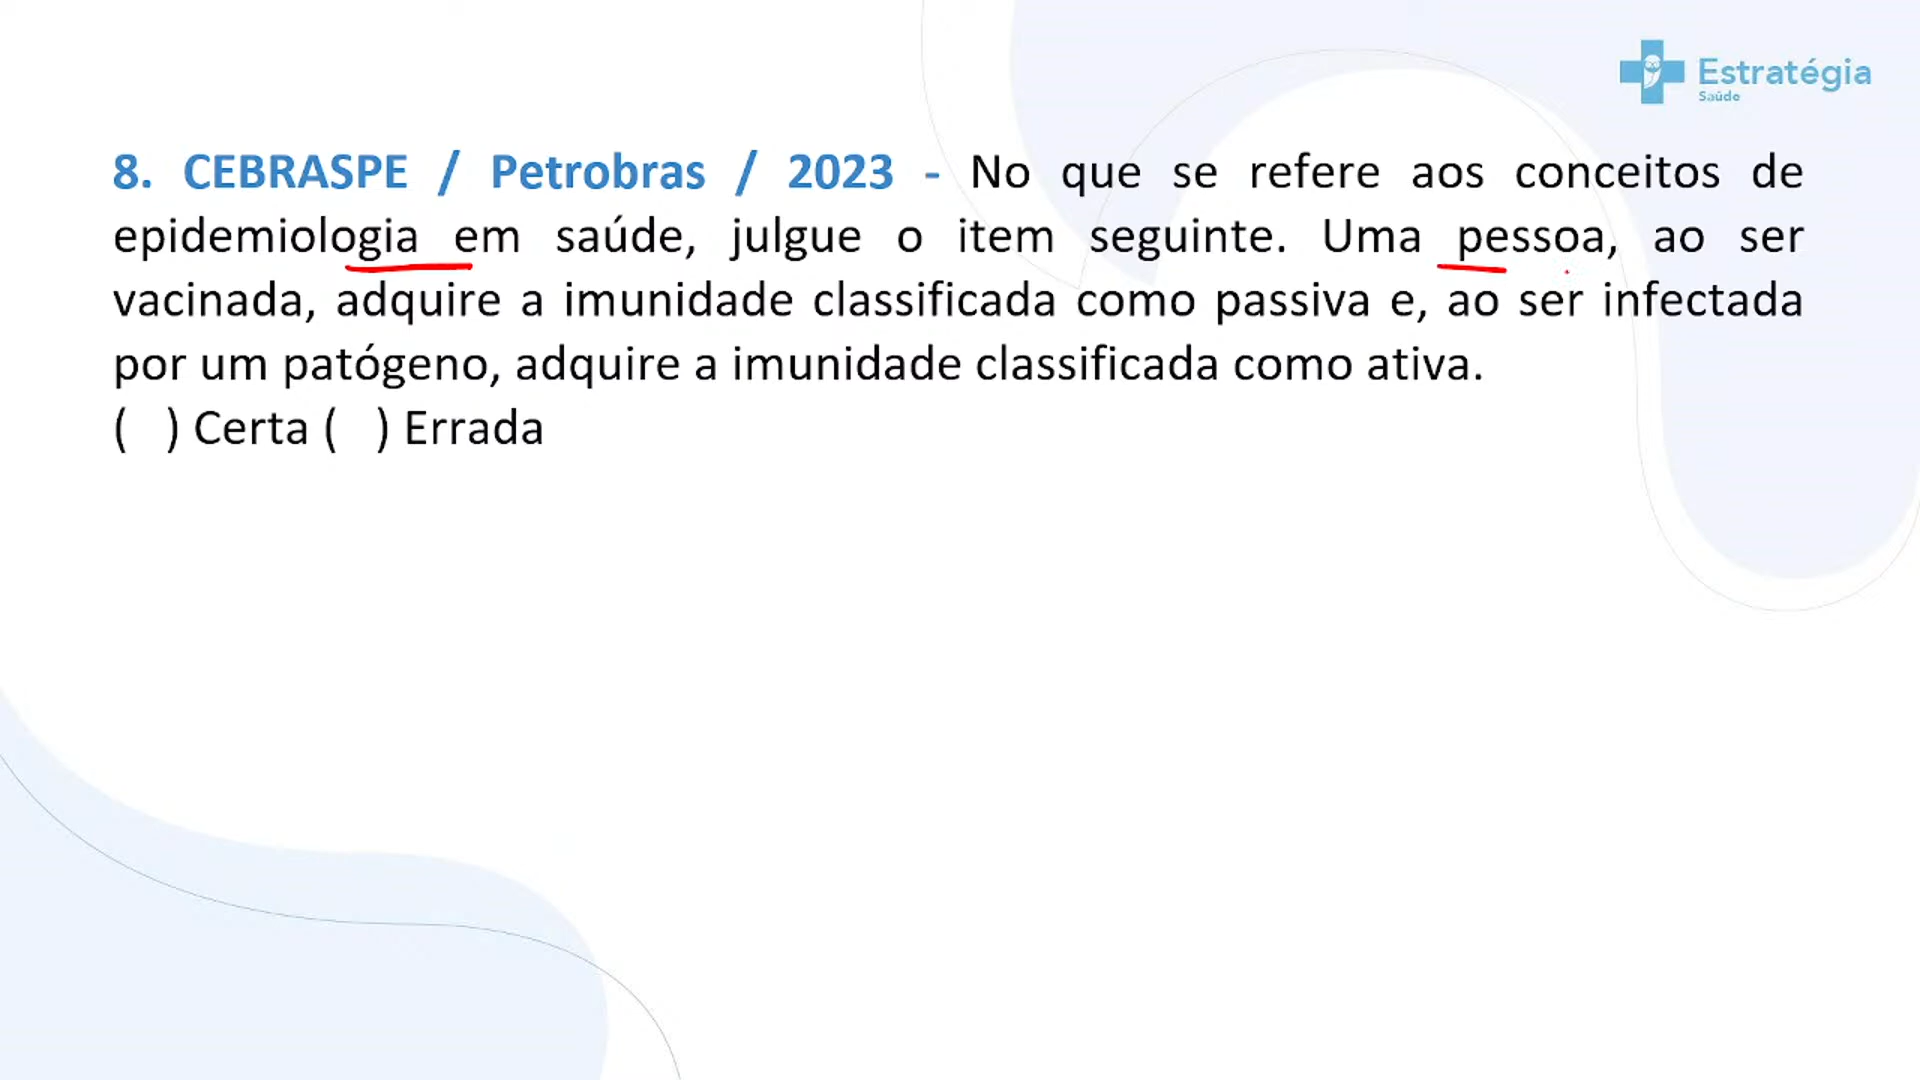 Estratégia
Saúde
8. CEBRASPE / Petrobras / 2023 - No que se refere aos conceitos de
epidemiologia em saúde, julgue o item seguinte. Uma pessoa, ao ser
vacinada, adquire a imunidade classificada como passiva e, ao ser infectada
por um patógeno, adquire a imunidade classificada como ativa.
( ) Certa ( ) Errada